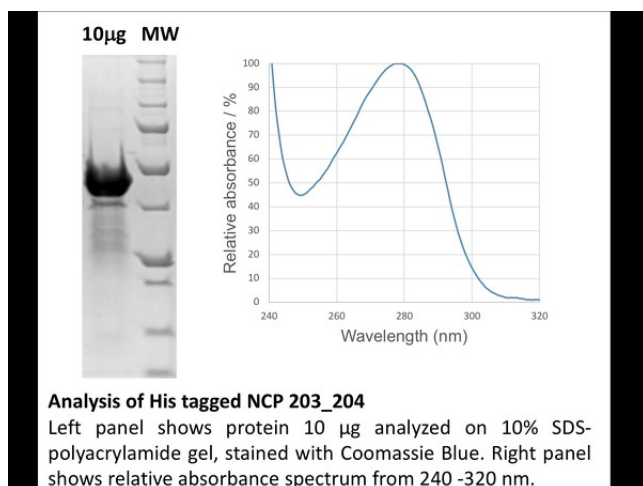 10µg MW
Relative absorbance / %
100
90
80
70
60
50
40
30
20
10
0
240 260 280 300 320
Wavelength (nm)
Analysis of His tagged NCP 203_204
Left panel shows protein 10 µg analyzed on 10% SDS-
polyacrylamide gel, stained with Coomassie Blue. Right panel
shows relative absorbance spectrum from 240 -320 nm.